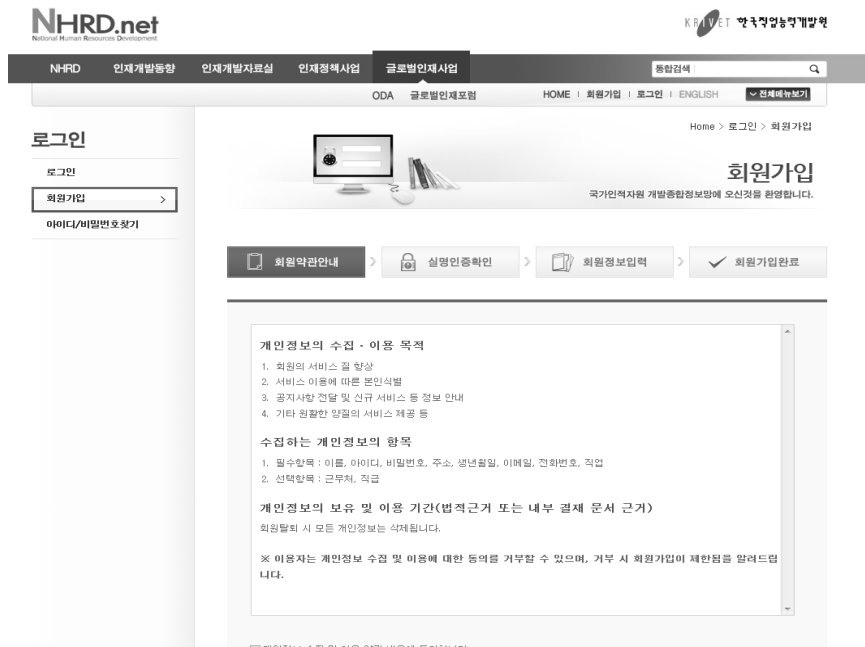 NHRD.net
National Human Resources Development
KRIVET 한국직업능력개발원
NHRD 인재개발동향 인재개발자료실 인재정책사업 글로벌인재사업 통합검색
ODA 글로벌인재포럼 HOME 회원가입 로그인 ENGLISH 전체메뉴보기
Home > 로그인 > 회원가입
로그인
로그인
회원가입 >
아이디/비밀번호찾기
회원가입
국가인적자원 개발종합정보망에 오신것을 환영합니다.
회원약관안내 > 실명인증확인 > 회원정보입력 > 회원가입완료
개인정보의 수집 · 이용 목적
1. 회원의 서비스 질 향상
2. 서비스 이용에 따른 본인식별
3. 공지사항 전달 및 신규 서비스 등 정보 안내
4. 기타 원활한 양질의 서비스 제공 등
수집하는 개인정보의 항목
1. 필수항목 : 이름, 아이디, 비밀번호, 주소, 생년월일, 이메일, 전화번호, 직업
2. 선택항목 : 근무처, 직급
개인정보의 보유 및 이용 기간(법적근거 또는 내부 결재 문서 근거)
회원탈퇴 시 모든 개인정보는 삭제됩니다.
※ 이용자는 개인정보 수집 및 이용에 대한 동의를 거부할 수 있으며, 거부 시 회원가입이 제한됨을 알려드립
니다.